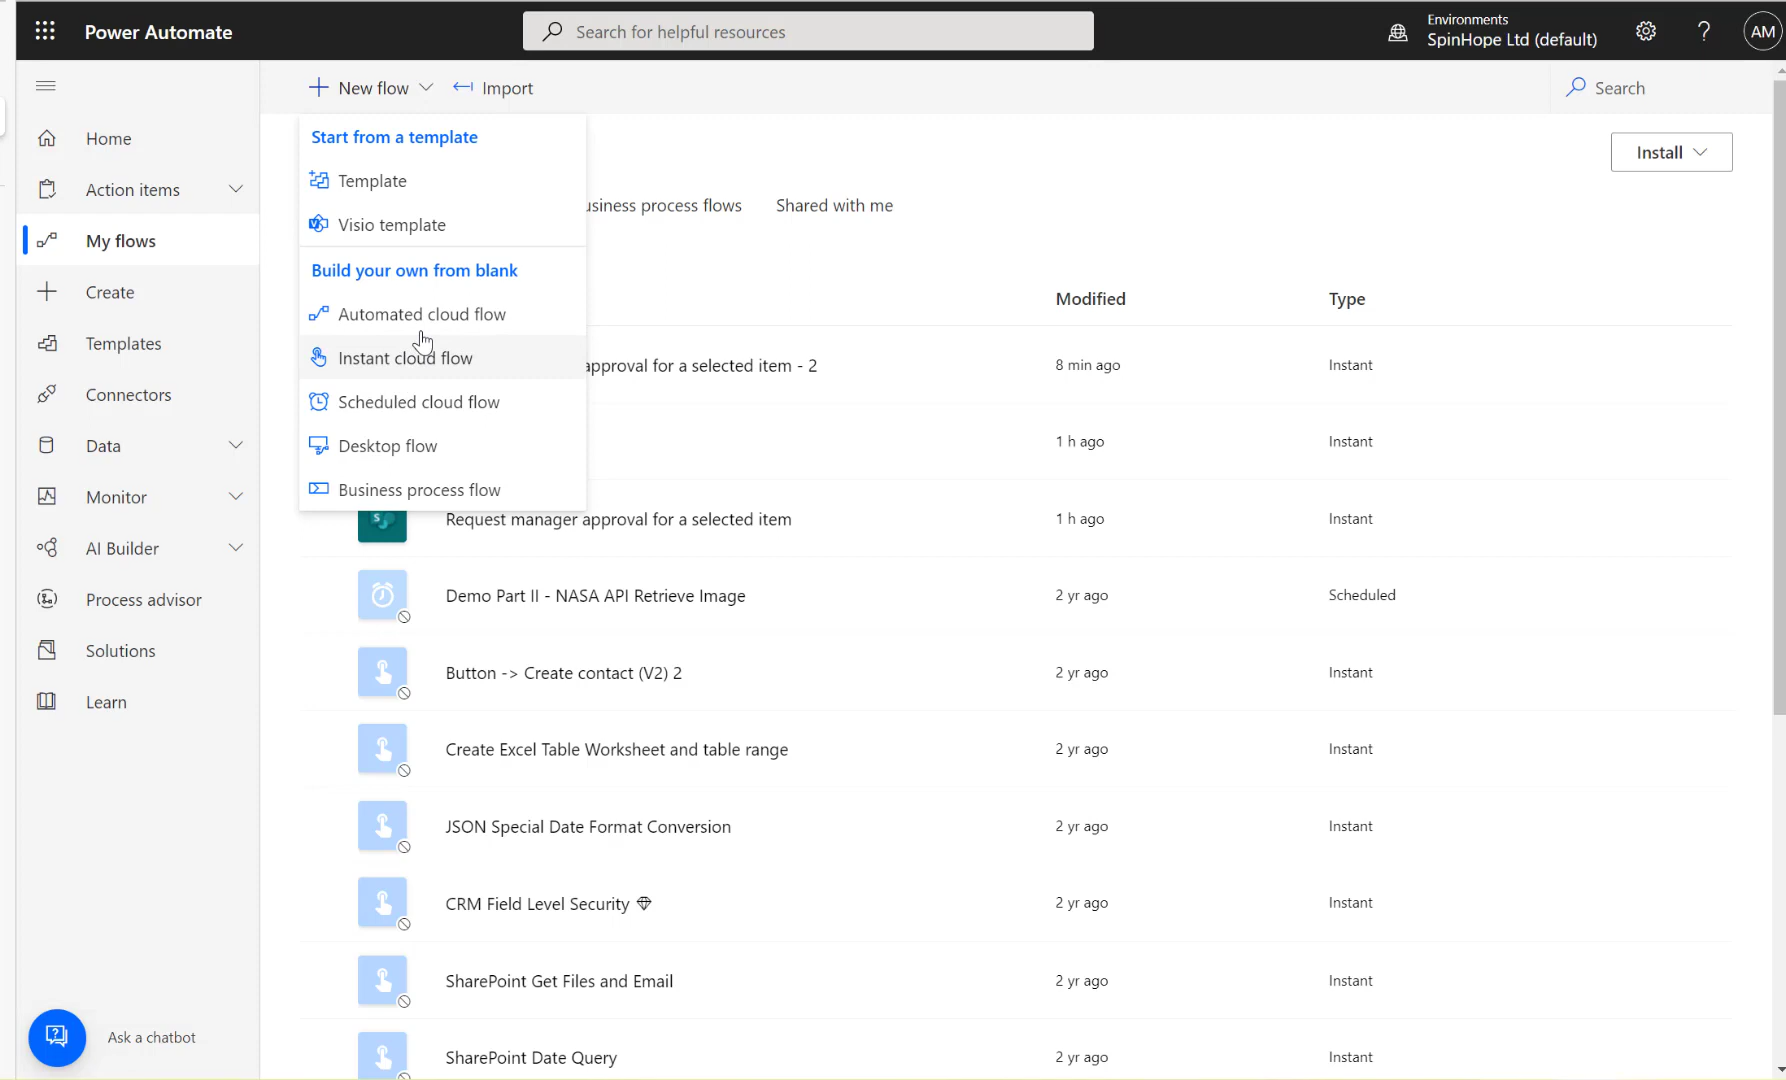 Power Automate
Search for helpful resources
Environments
SpinHope Ltd (default)
?
AM
New flow
Import
Search
Home
Action items
My flows
Create
Templates
Connectors
Data
Monitor
AI Builder
Process advisor
Solutions
Learn
Ask a chatbot
Start from a template
Template
Visio template
Build your own from blank
Automated cloud flow
Instant cloud flow
Scheduled cloud flow
Desktop flow
Business process flow
Install
usiness process flows
Shared with me
Modified
Type
approval for a selected item - 2
8 min ago
Instant
1 h ago
Instant
Request manager approval for a selected item
1 h ago
Instant
Demo Part II - NASA API Retrieve Image
2 yr ago
Scheduled
Button -> Create contact (V2) 2
2 yr ago
Instant
Create Excel Table Worksheet and table range
2 yr ago
Instant
JSON Special Date Format Conversion
2 yr ago
Instant
CRM Field Level Security
2 yr ago
Instant
SharePoint Get Files and Email
2 yr ago
Instant
SharePoint Date Query
2 yr ago
Instant